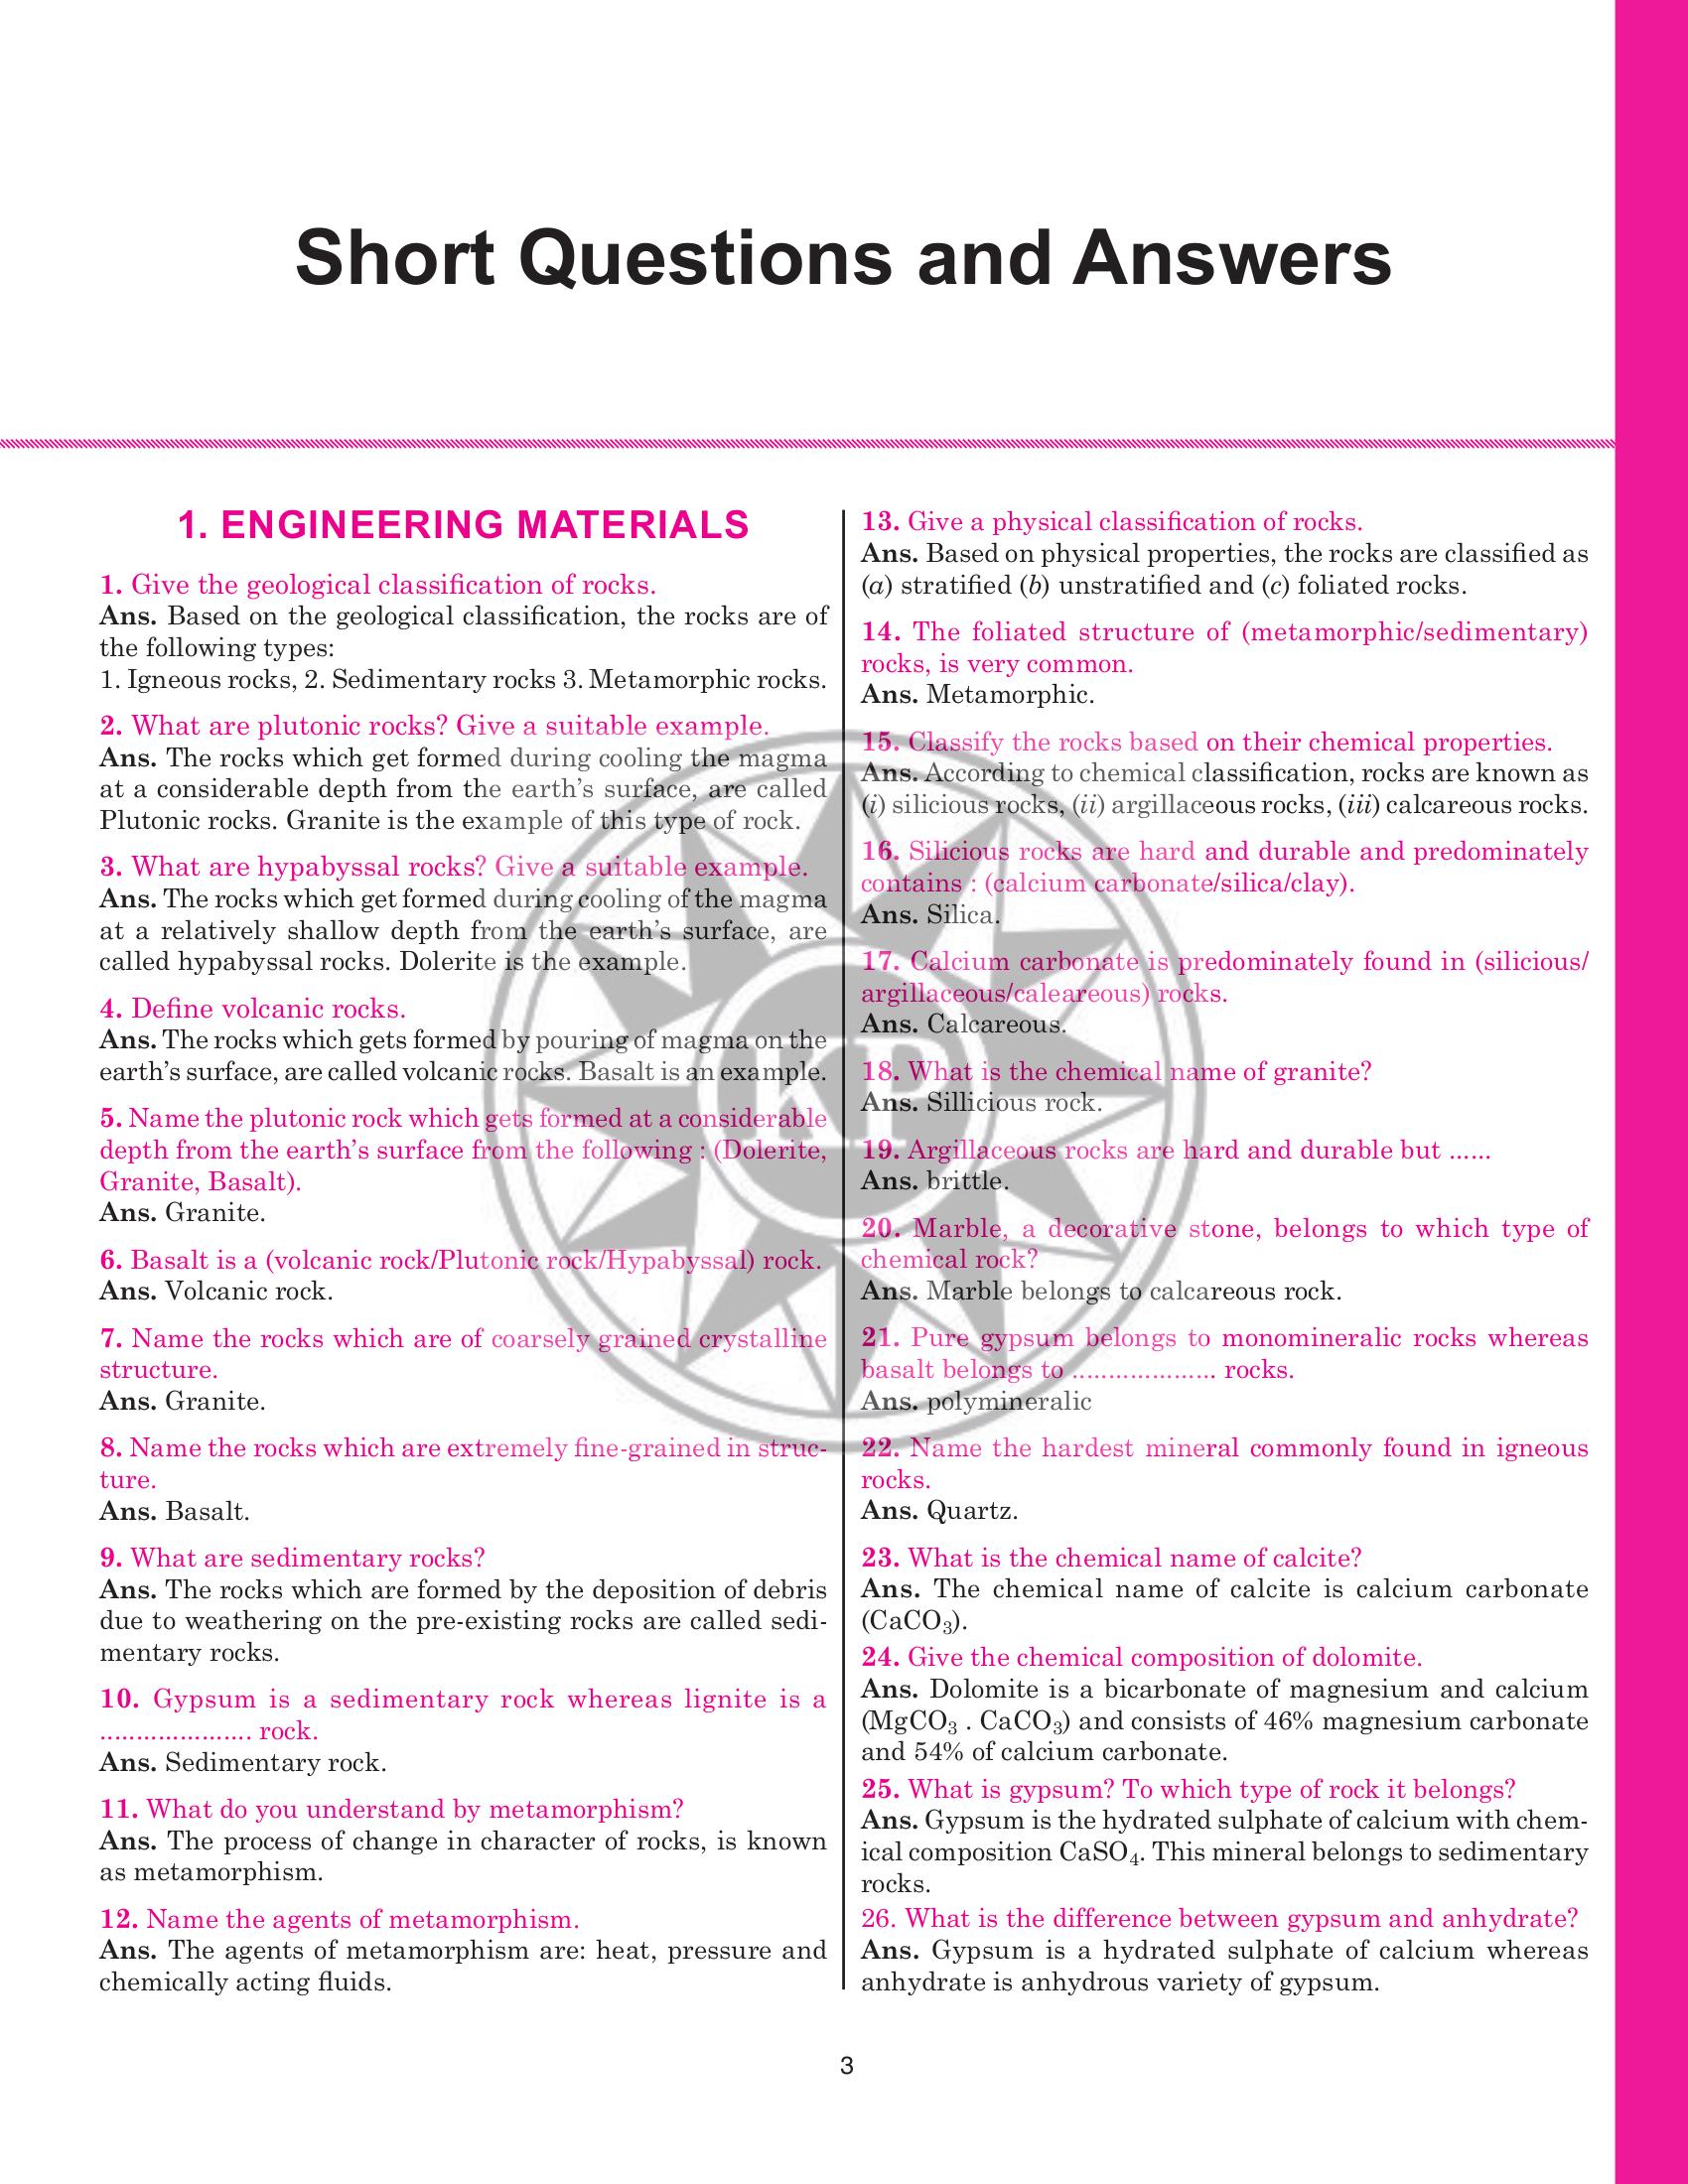 Short Questions and Answers
1. ENGINEERING MATERIALS
1. Give the geological classification of rocks.
Ans. Based on the geological classification, the rocks are of
the following types:
1. Igneous rocks, 2. Sedimentary rocks 3. Metamorphic rocks.
2. What are plutonic rocks? Give a suitable example.
Ans. The rocks which get formed during cooling the magma
at a considerable depth from the earth's surface, are called
Plutonic rocks. Granite is the example of this type of rock.
3. What are hypabyssal rocks? Give a suitable example.
Ans. The rocks which get formed during cooling of the magma
at a relatively shallow depth from the earth's surface, are
called hypabyssal rocks. Dolerite is the example.
4. Define volcanic rocks.
Ans. The rocks which gets formed by pouring of magma on the
earth's surface, are called volcanic rocks. Basalt is an example.
5. Name the plutonic rock which gets formed at a considerable
depth from the earth's surface from the following : (Dolerite,
Granite, Basalt).
Ans. Granite.
6. Basalt is a (volcanic rock/Plutonic rock/Hypabyssal) rock.
Ans. Volcanic rock.
7. Name the rocks which are of coarsely grained crystalline
structure.
Ans. Granite.
8. Name the rocks which are extremely fine-grained in struc-
ture.
Ans. Basalt.
9. What are sedimentary rocks?
Ans. The rocks which are formed by the deposition of debris
due to weathering on the pre-existing rocks are called sedi-
mentary rocks.
10. Gypsum is a sedimentary rock whereas lignite is a
..................... rock.
Ans. Sedimentary rock.
11. What do you understand by metamorphism?
Ans. The process of change in character of rocks, is known
as metamorphism.
12. Name the agents of metamorphism.
Ans. The agents of metamorphism are: heat, pressure and
chemically acting fluids.
13. Give a physical classification of rocks.
Ans. Based on physical properties, the rocks are classified as
(a) stratified (b) unstratified and (c) foliated rocks.
14. The foliated structure of (metamorphic/sedimentary)
rocks, is very common.
Ans. Metamorphic.
15. Classify the rocks based on their chemical properties.
Ans. According to chemical classification, rocks are known as
(i) silicious rocks, (ii) argillaceous rocks, (iii) calcareous rocks.
16. Silicious rocks are hard and durable and predominately
contains : (calcium carbonate/silica/clay).
Ans. Silica.
17. Calcium carbonate is predominately found in (silicious/
argillaceous/caleareous) rocks.
Ans. Calcareous.
18. What is the chemical name of granite?
Ans. Sillicious rock.
19. Argillaceous rocks are hard and durable but ......
Ans. brittle.
20. Marble, a decorative stone, belongs to which type of
chemical rock?
Ans. Marble belongs to calcareous rock.
21. Pure gypsum belongs to monomineralic rocks whereas
basalt belongs to .................... rocks.
Ans. polymineralic
22. Name the hardest mineral commonly found in igneous
rocks.
Ans. Quartz.
23. What is the chemical name of calcite?
Ans. The chemical name of calcite is calcium carbonate
(CaCO₃).
24. Give the chemical composition of dolomite.
Ans. Dolomite is a bicarbonate of magnesium and calcium
(MgCO₃ . CaCO₃) and consists of 46% magnesium carbonate
and 54% of calcium carbonate.
25. What is gypsum? To which type of rock it belongs?
Ans. Gypsum is the hydrated sulphate of calcium with chem-
ical composition CaSO₄. This mineral belongs to sedimentary
rocks.
26. What is the difference between gypsum and anhydrate?
Ans. Gypsum is a hydrated sulphate of calcium whereas
anhydrate is anhydrous variety of gypsum.
KP
3